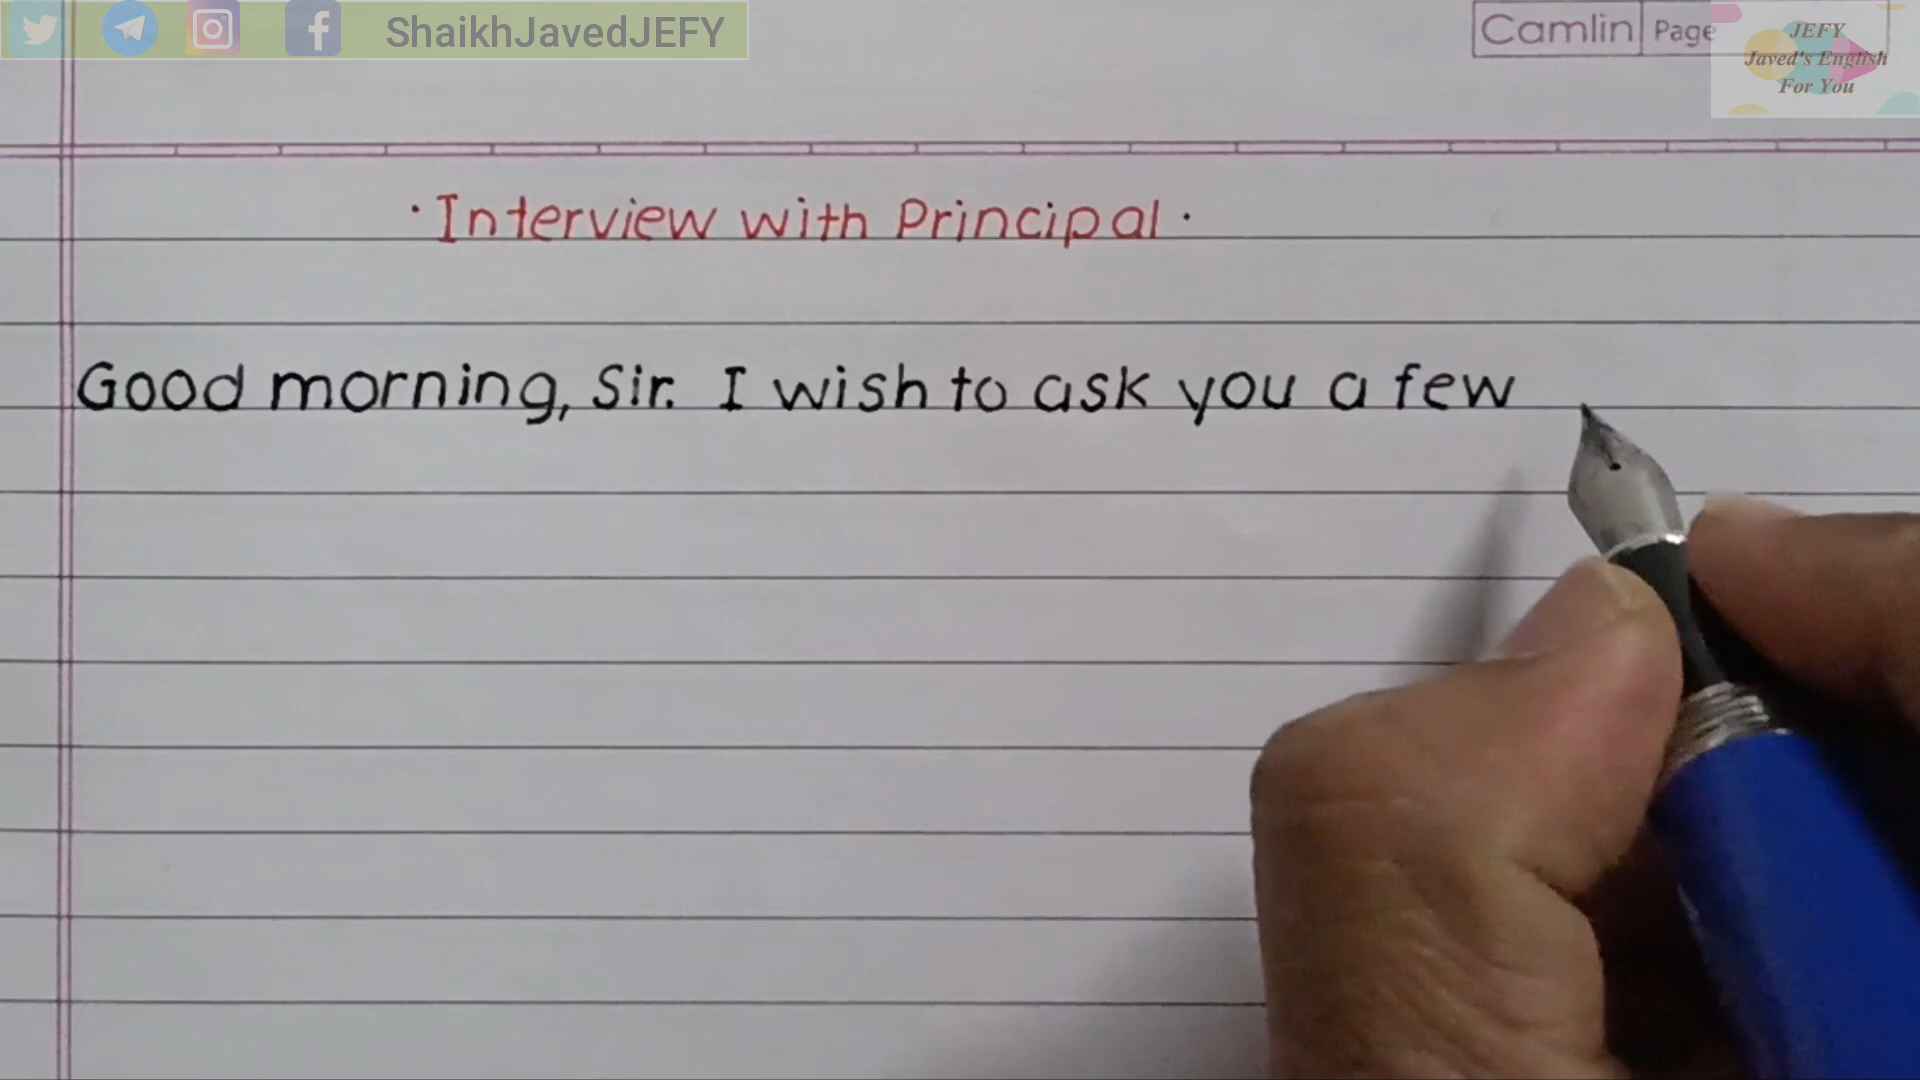 ShaikhJavedJEFY
Camlin Page
JEFY
Javed's English
For You
· Interview with Principal ·
Good morning, Sir. I wish to ask you a few